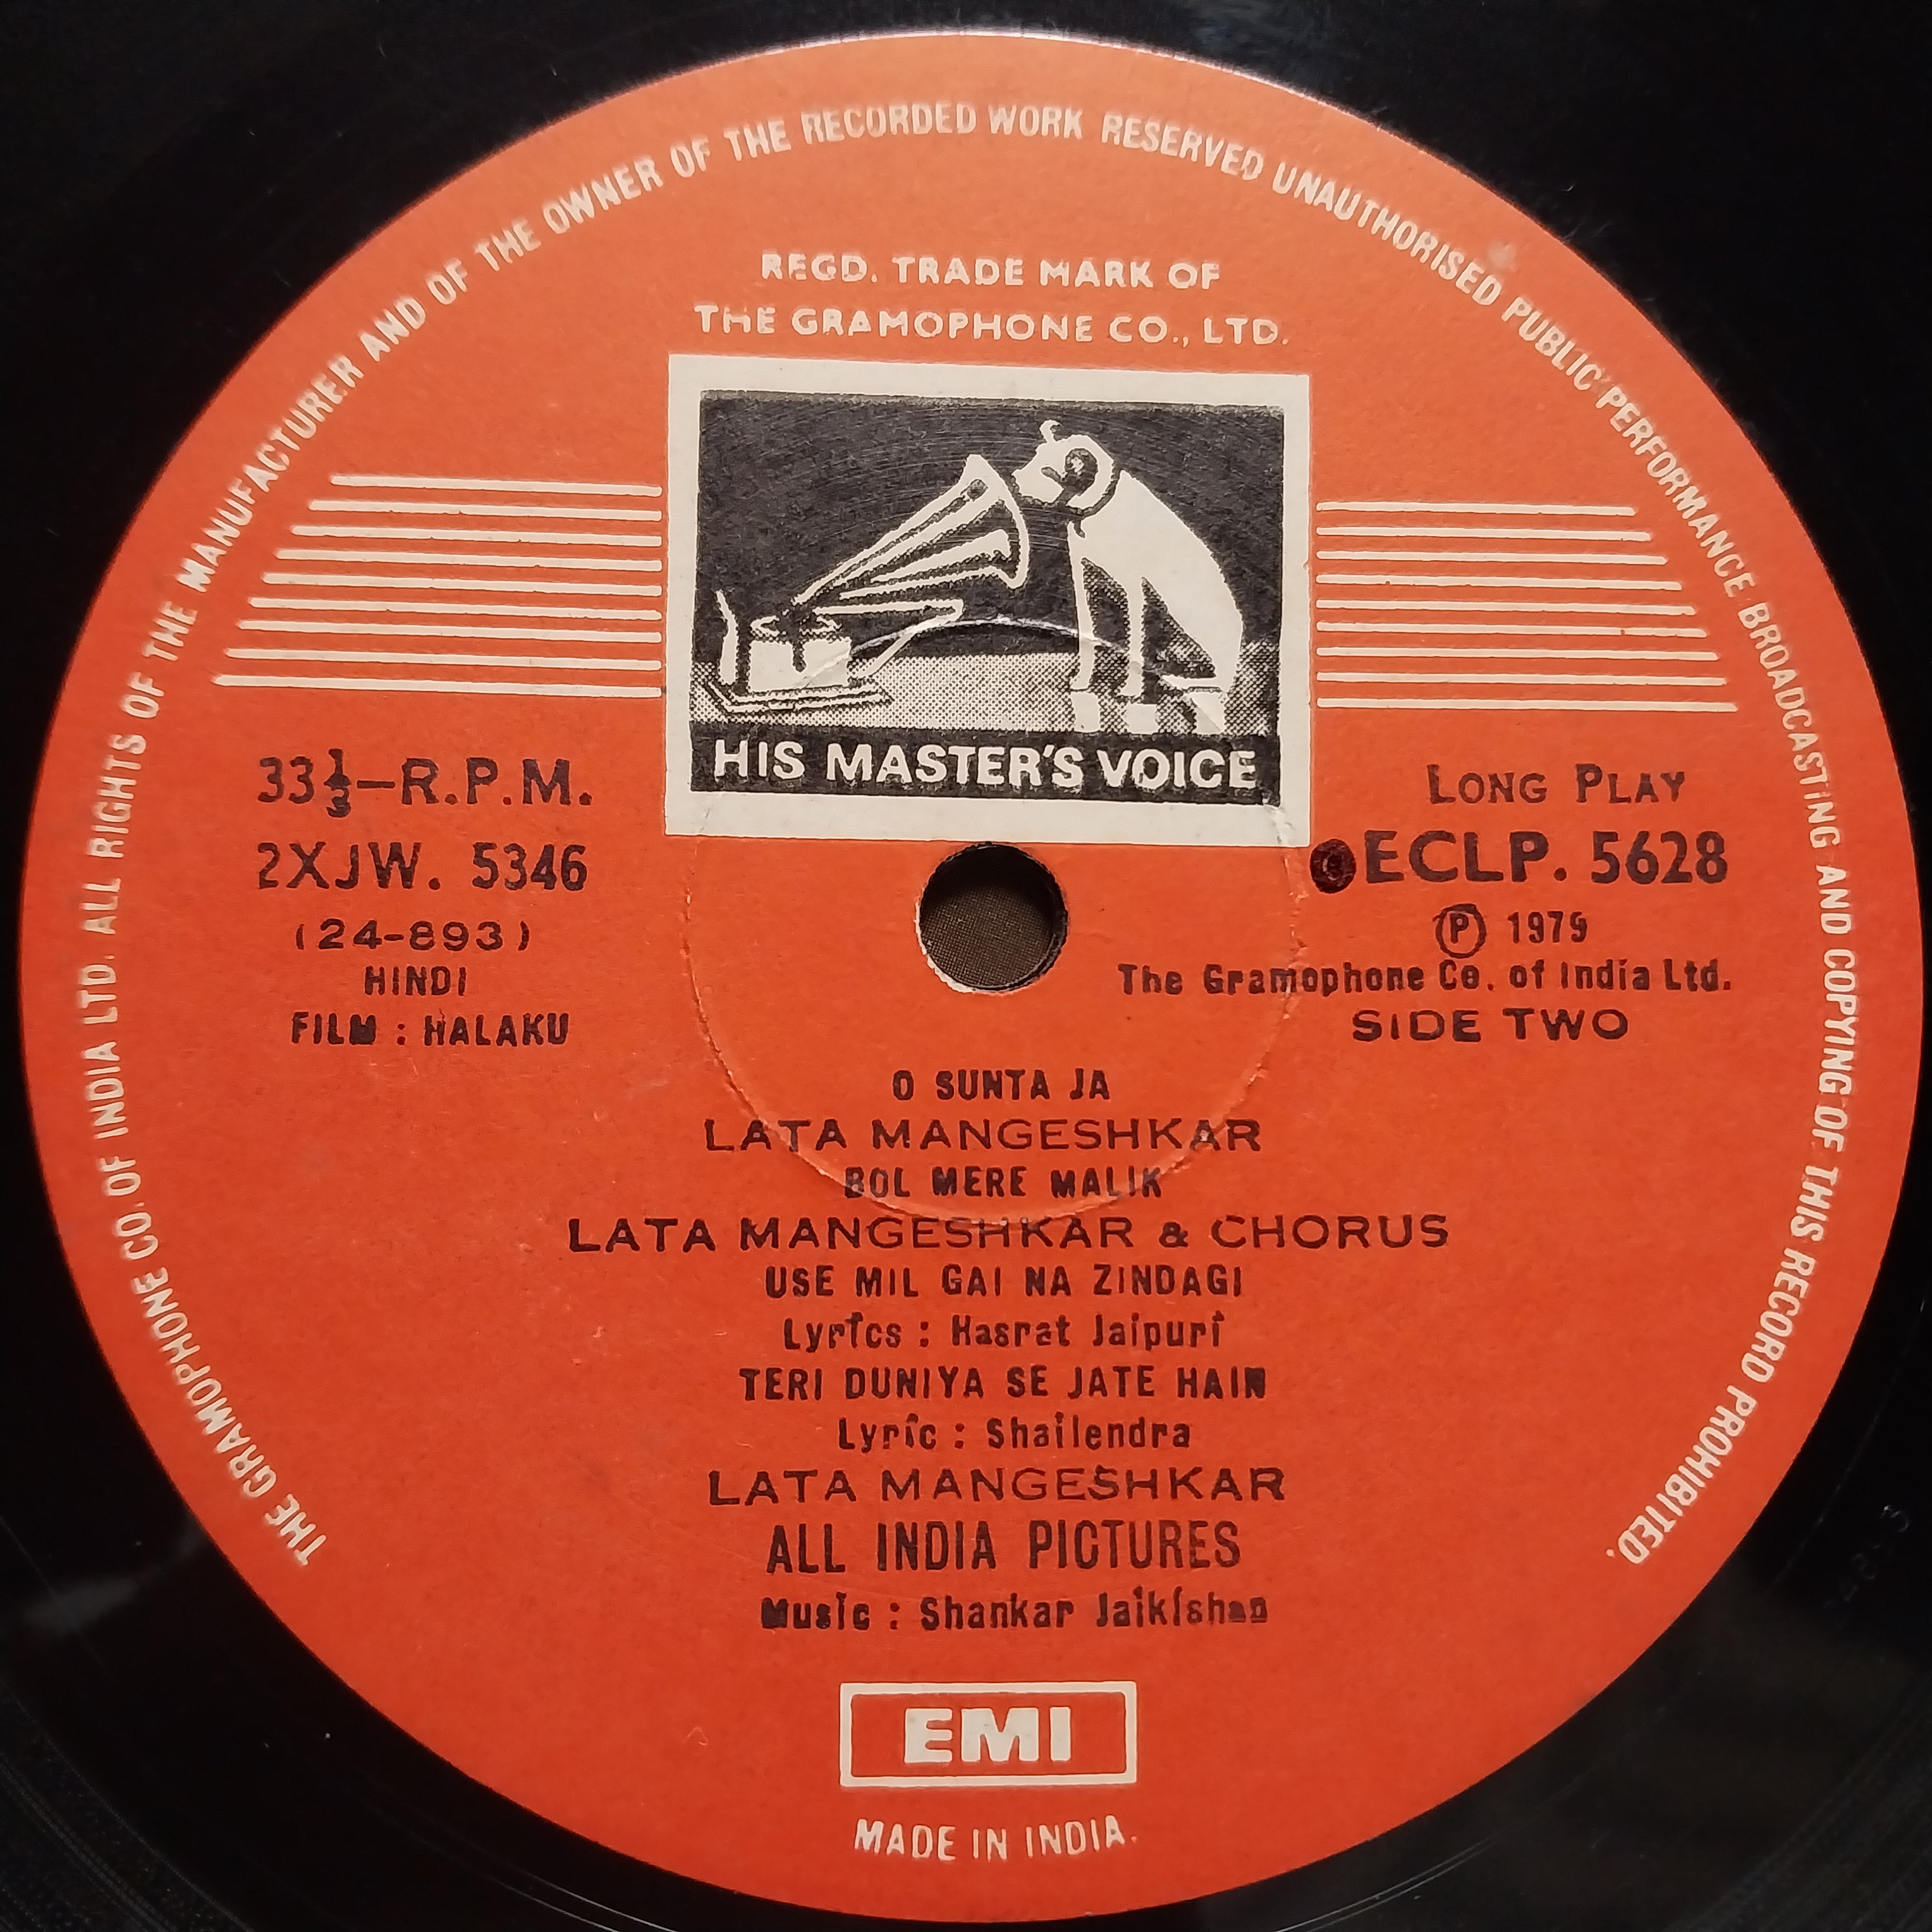 THE GRAMOPHONE CO. OF INDIA LTD. ALL RIGHTS OF THE MANUFACTURER AND OF THE OWNER OF THE RECORDED WORK RESERVED UNAUTHORISED PUBLIC PERFORMANCE BROADCASTING AND COPYING OF THIS RECORD PROHIBITED.
REGD. TRADE MARK OF
THE GRAMOPHONE CO., LTD.
HIS MASTER'S VOICE
33⅓-R.P.M.
2XJW. 5346
(24-893)
HINDI
FILM : HALAKU
LONG PLAY
ECLP. 5628
℗ 1979
The Gramophone Co. of India Ltd.
SIDE TWO
O SUNTA JA
LATA MANGESHKAR
BOL MERE MALIK
LATA MANGESHKAR & CHORUS
USE MIL GAI NA ZINDAGI
Lyrics : Hasrat Jaipuri
TERI DUNIYA SE JATE HAIN
Lyric : Shailendra
LATA MANGESHKAR
ALL INDIA PICTURES
Music : Shankar Jaikishan
EMI
MADE IN INDIA.